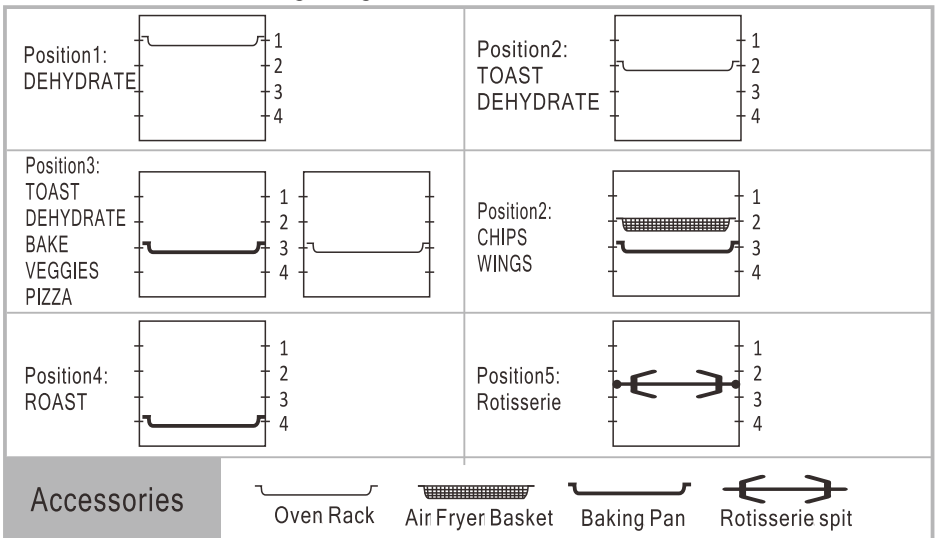 Position1:
DEHYDRATE
1
2
3
4
Position2:
TOAST
DEHYDRATE
1
2
3
4
Position3:
TOAST
DEHYDRATE
BAKE
VEGGIES
PIZZA
1
2
3
4
Position2:
CHIPS
WINGS
1
2
3
4
Position4:
ROAST
1
2
3
4
Position5:
Rotisserie
1
2
3
4
Accessories
Oven Rack
Air Fryer Basket
Baking Pan
Rotisserie spit